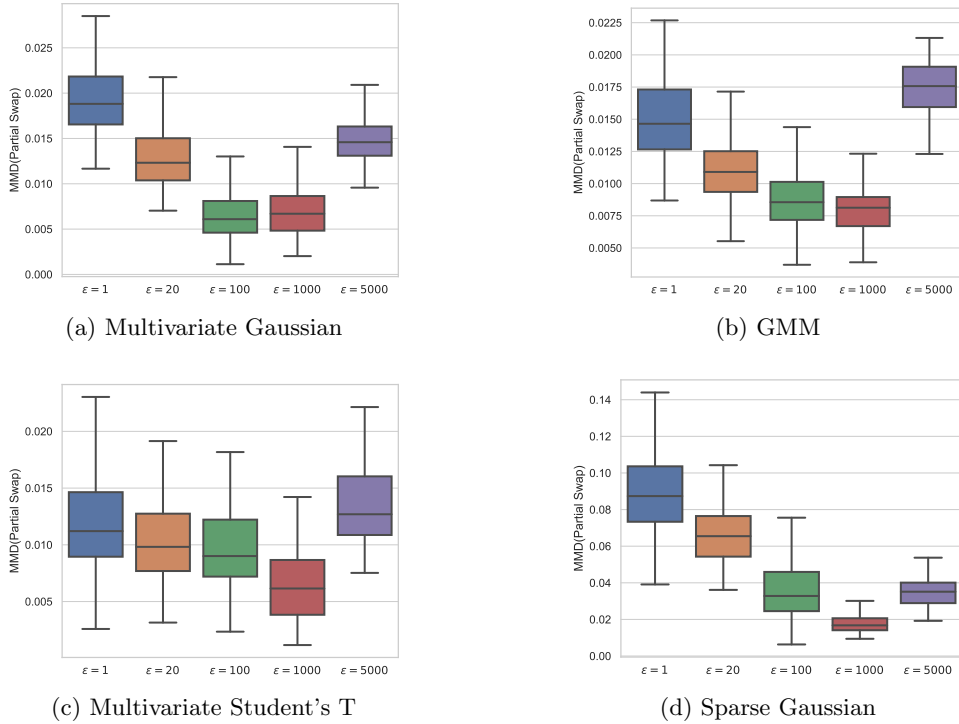 MMD(Partial Swap)
0.025
0.020
0.015
0.010
0.005
0.000
ε = 1 ε = 20 ε = 100 ε = 1000 ε = 5000
(a) Multivariate Gaussian
MMD(Partial Swap)
0.0225
0.0200
0.0175
0.0150
0.0125
0.0100
0.0075
0.0050
ε = 1 ε = 20 ε = 100 ε = 1000 ε = 5000
(b) GMM
MMD(Partial Swap)
0.020
0.015
0.010
0.005
ε = 1 ε = 20 ε = 100 ε = 1000 ε = 5000
(c) Multivariate Student's T
MMD(Partial Swap)
0.14
0.12
0.10
0.08
0.06
0.04
0.02
0.00
ε = 1 ε = 20 ε = 100 ε = 1000 ε = 5000
(d) Sparse Gaussian